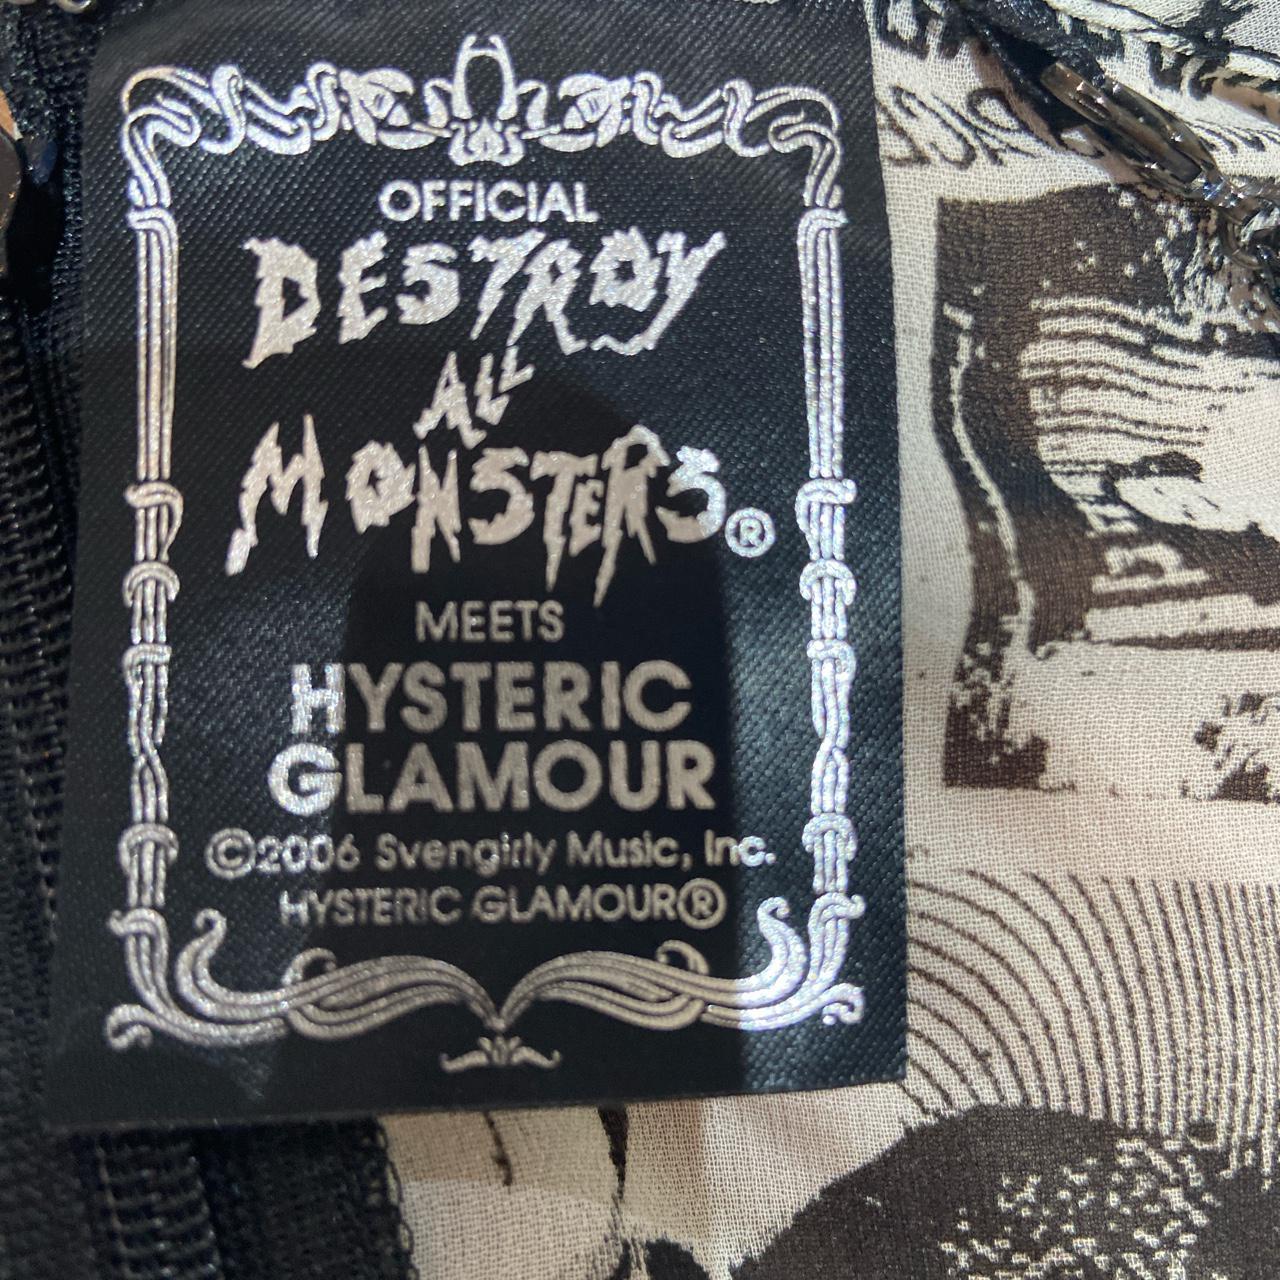 OFFICIAL
DESTROY
ALL
MONSTERS®
MEETS
HYSTERIC
GLAMOUR
©2006 Svengirly Music, Inc.
HYSTERIC GLAMOUR®